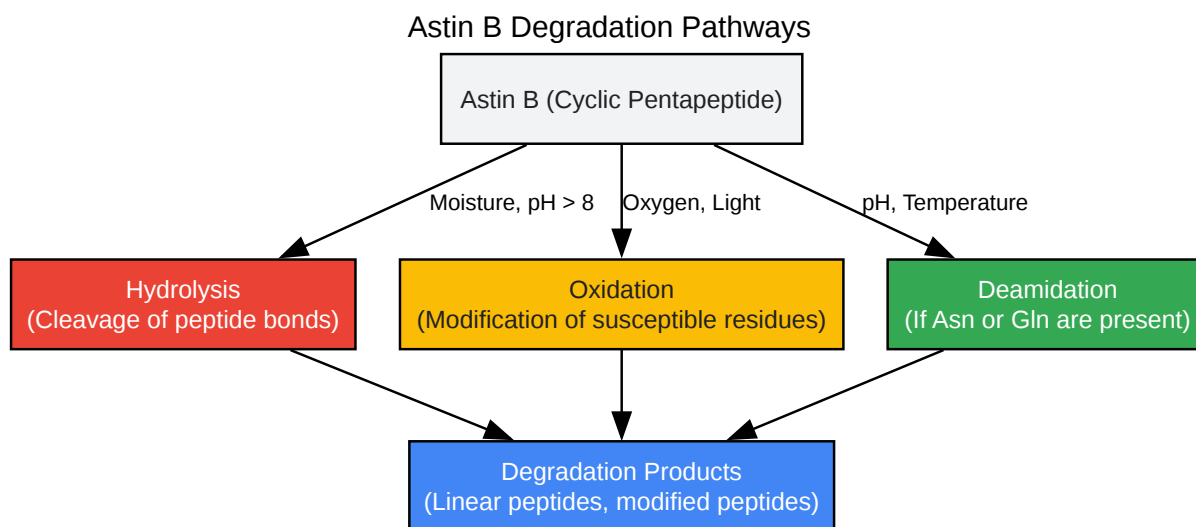 Astin B Degradation Pathways
Astin B (Cyclic Pentapeptide)
Moisture, pH > 8
Oxygen, Light
pH, Temperature
Hydrolysis
(Cleavage of peptide bonds)
Oxidation
(Modification of susceptible residues)
Deamidation
(If Asn or Gln are present)
Degradation Products
(Linear peptides, modified peptides)